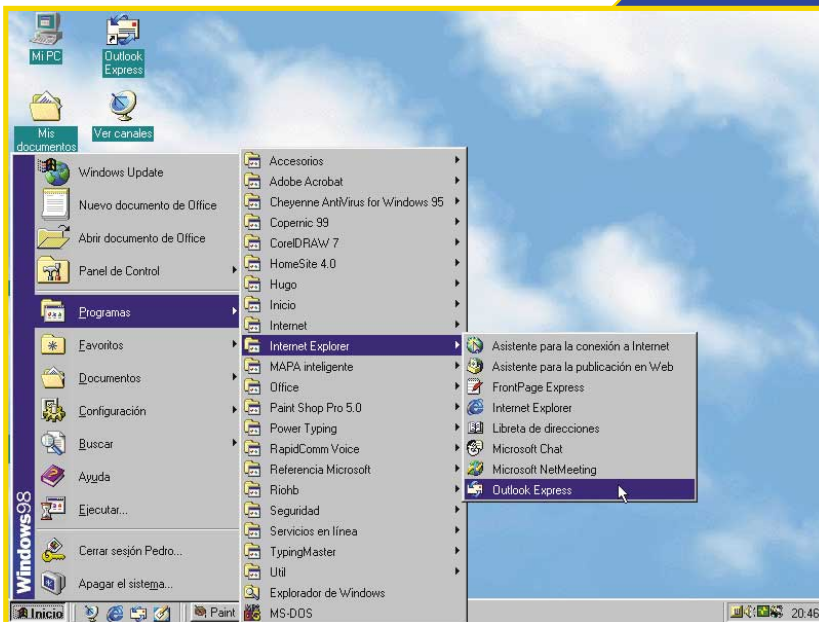 Mi PC
Outlook
Express
Mis
documentos
Ver canales
Windows Update
Nuevo documento de Office
Abrir documento de Office
Panel de Control
Programas
Favoritos
Documentos
Configuración
Buscar
Ayuda
Ejecutar...
Cerrar sesión Pedro...
Apagar el sistema...
Windows98
Accesorios
Adobe Acrobat
Cheyenne AntiVirus for Windows 95
Copernic 99
CorelDRAW 7
HomeSite 4.0
Hugo
Inicio
Internet
Internet Explorer
MAPA inteligente
Office
Paint Shop Pro 5.0
Power Typing
RapidComm Voice
Referencia Microsoft
Riohb
Seguridad
Servicios en línea
TypingMaster
Util
Explorador de Windows
MS-DOS
Asistente para la conexión a Internet
Asistente para la publicación en Web
FrontPage Express
Internet Explorer
Libreta de direcciones
Microsoft Chat
Microsoft NetMeeting
Outlook Express
Inicio
Paint
20:46